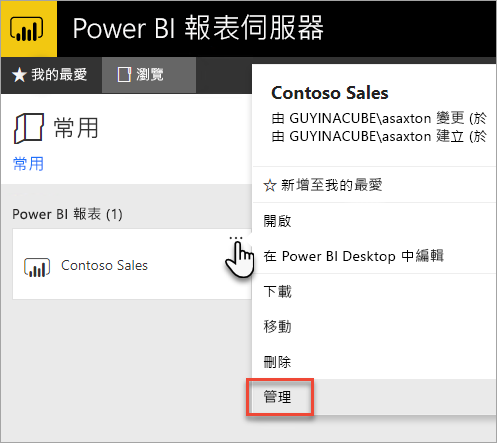 Power BI 報表伺服器
★ 我的最愛
瀏覽
常用
常用
Power BI 報表 (1)
...
Contoso Sales
Contoso Sales
由 GUYINACUBE\asaxton 變更 (於
由 GUYINACUBE\asaxton 建立 (於
☆ 新增至我的最愛
開啟
在 Power BI Desktop 中編輯
下載
移動
刪除
管理